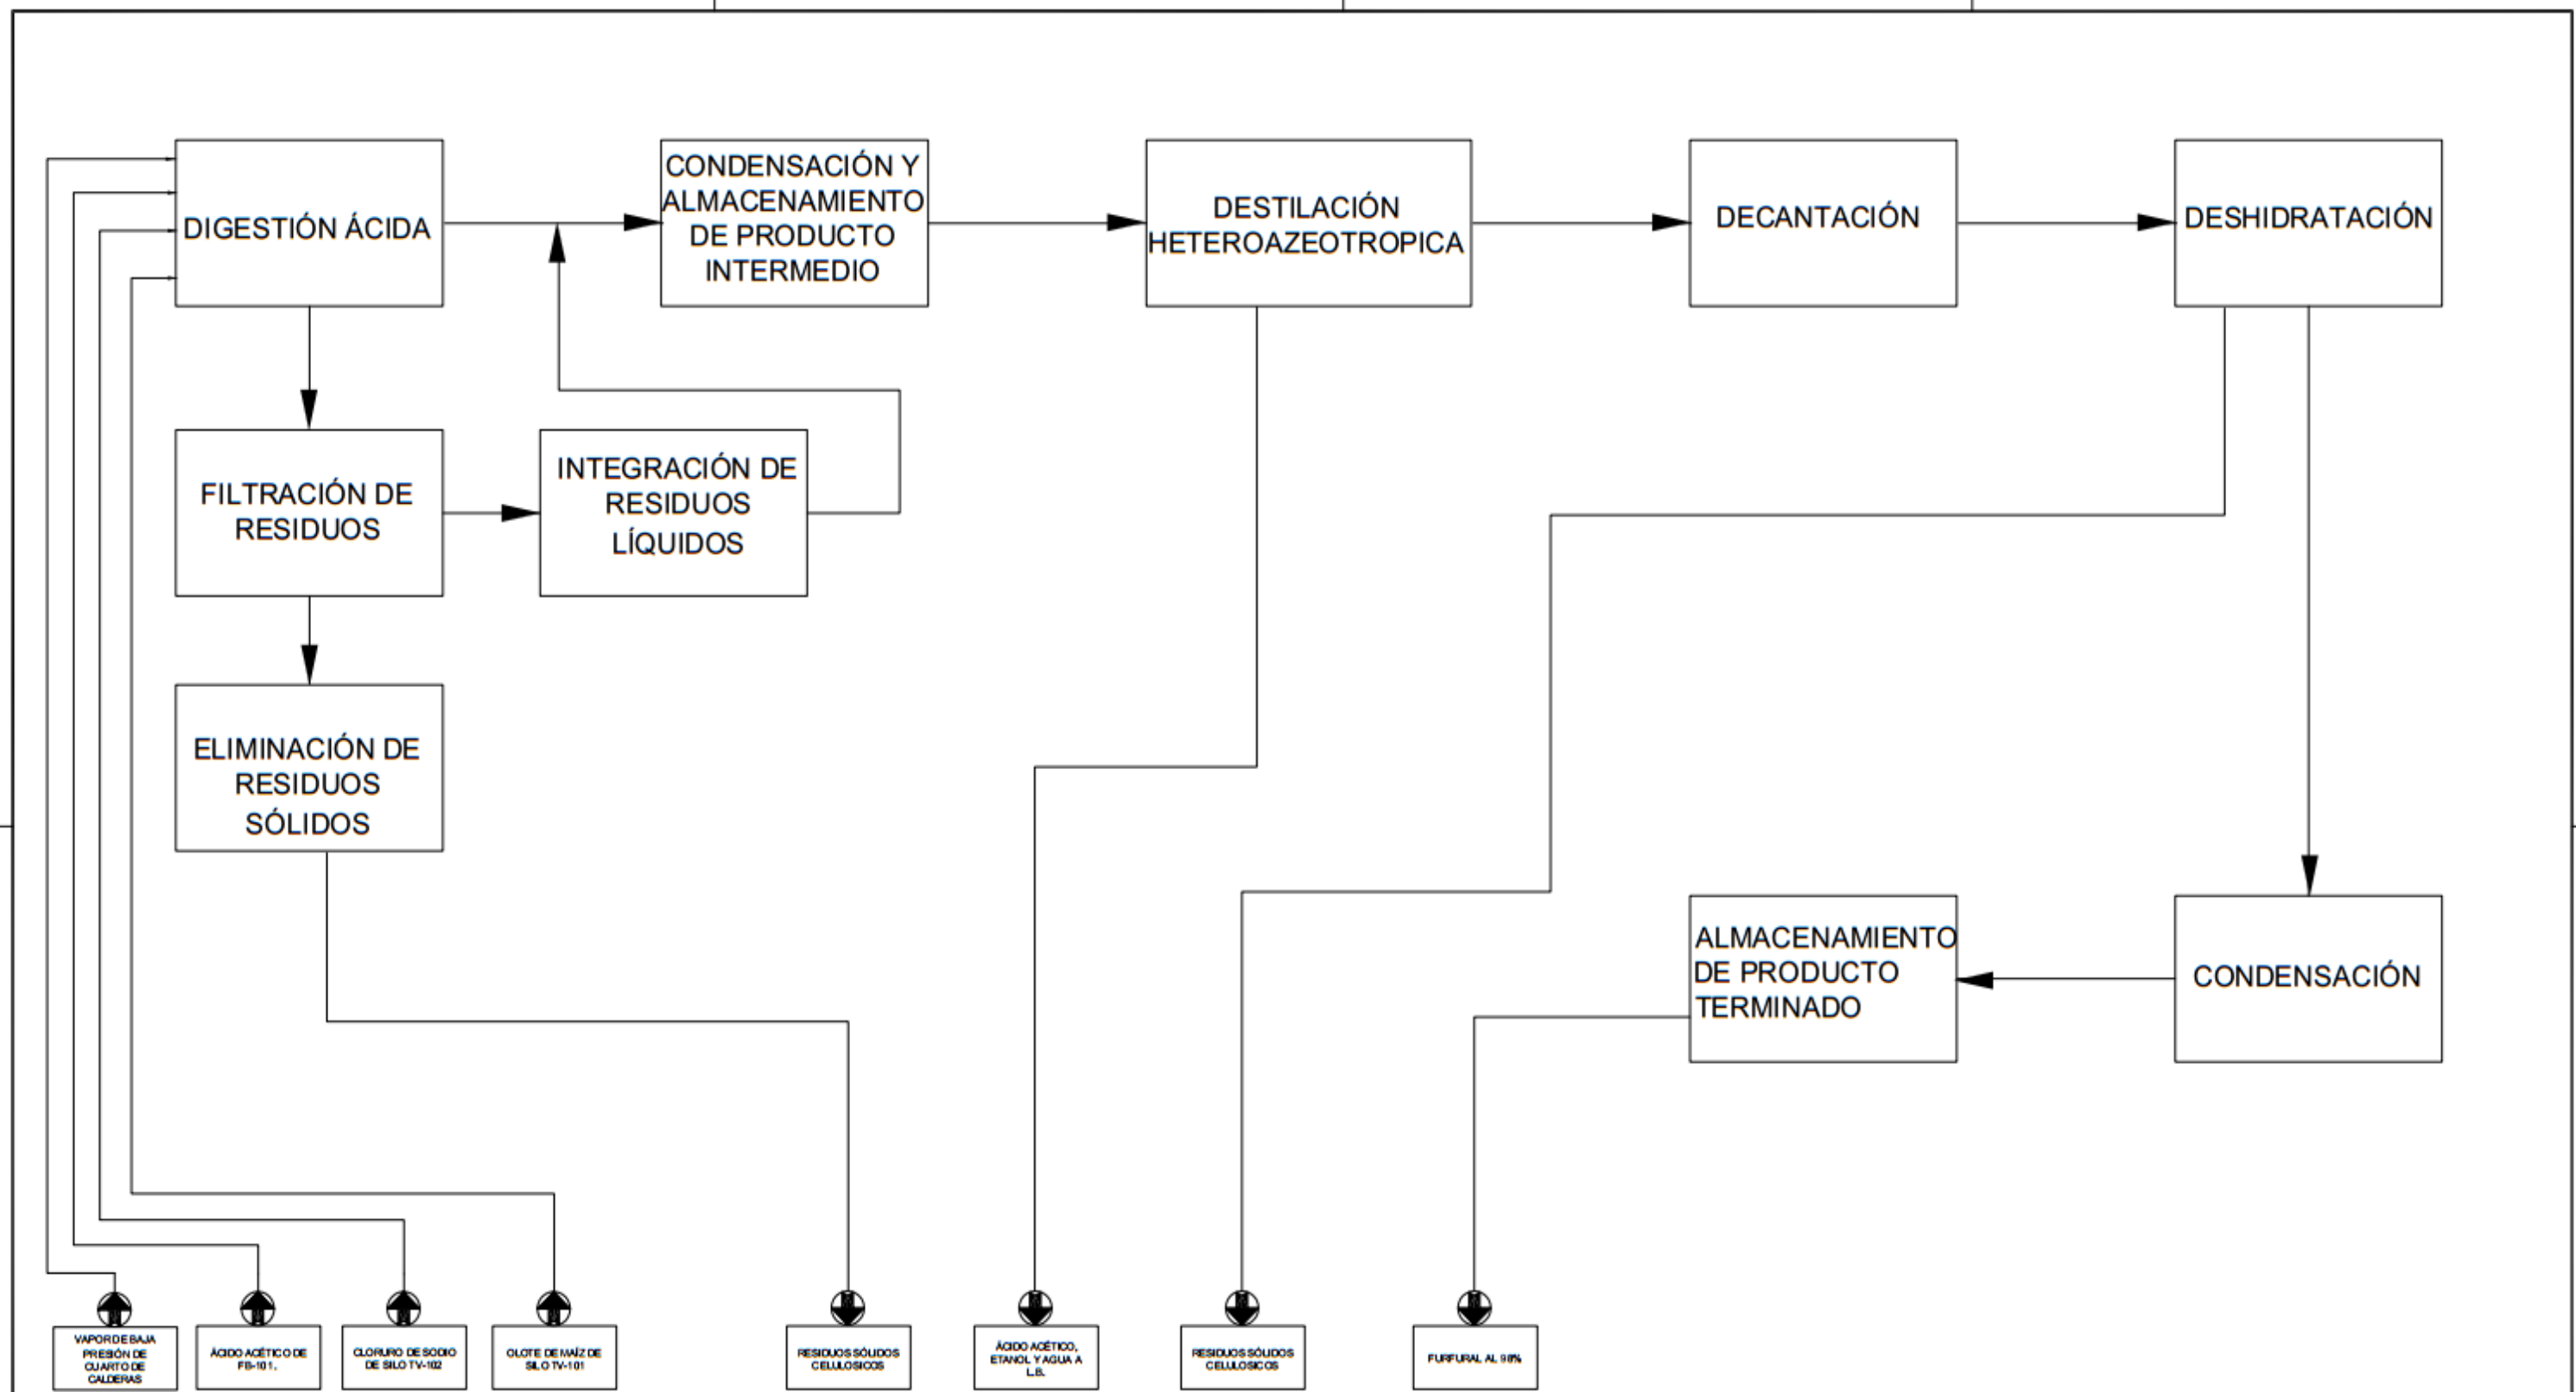 DIGESTIÓN ÁCIDA
CONDENSACIÓN Y
ALMACENAMIENTO
DE PRODUCTO
INTERMEDIO
DESTILACIÓN
HETEROAZEOTROPICA
DECANTACIÓN
DESHIDRATACIÓN
FILTRACIÓN DE
RESIDUOS
INTEGRACIÓN DE
RESIDUOS
LÍQUIDOS
ELIMINACIÓN DE
RESIDUOS
SÓLIDOS
ALMACENAMIENTO
DE PRODUCTO
TERMINADO
CONDENSACIÓN
VAPOR DE BAJA
PRESIÓN DE
CUARTO DE
CALDERAS
ÁCIDO ACÉTICO DE
FB-101.
CLORURO DE SODIO
DE SILO TV-102
OLOTE DE MAÍZ DE
SILO TV-101
RESIDUOS SÓLIDOS
CELULOSICOS
ÁCIDO ACÉTICO,
ETANOL Y AGUA A
L.B.
RESIDUOS SÓLIDOS
CELULOSICOS
FURFURAL AL 98%